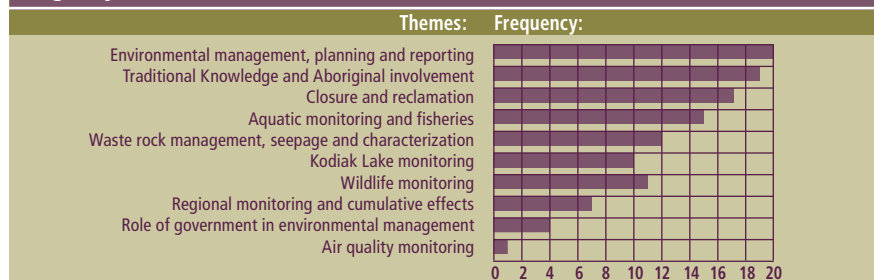 Themes: Frequency:
Environmental management, planning and reporting
Traditional Knowledge and Aboriginal involvement
Closure and reclamation
Aquatic monitoring and fisheries
Waste rock management, seepage and characterization
Kodiak Lake monitoring
Wildlife monitoring
Regional monitoring and cumulative effects
Role of government in environmental management
Air quality monitoring
0 2 4 6 8 10 12 14 16 18 20